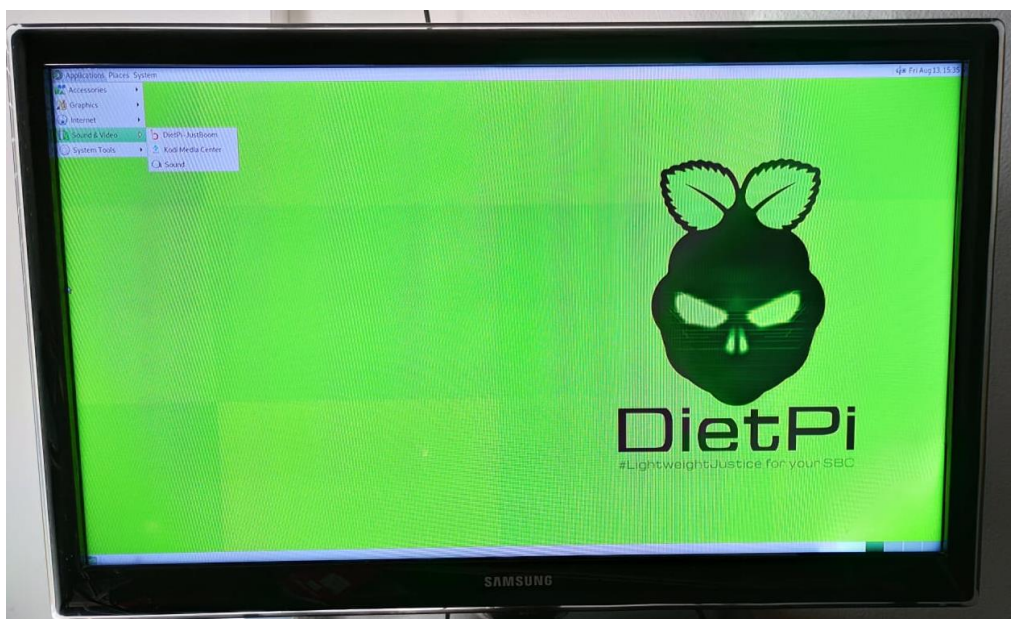 Applications Places System
Fri Aug 13, 15:35
Accessories
Graphics
Internet
Sound & Video
System Tools
DietPi-JustBoom
Kodi Media Center
Sound
DietPi
#LightweightJustice for your SBC
SAMSUNG